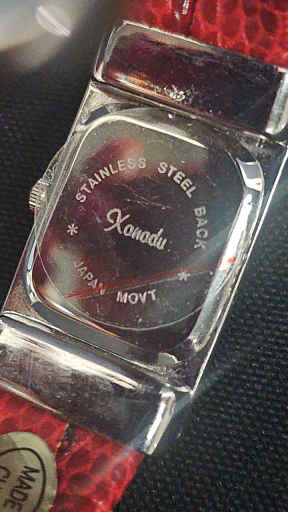 STAINLESS STEEL BACK
Xanadu
* JAPAN MOVT *
MADE